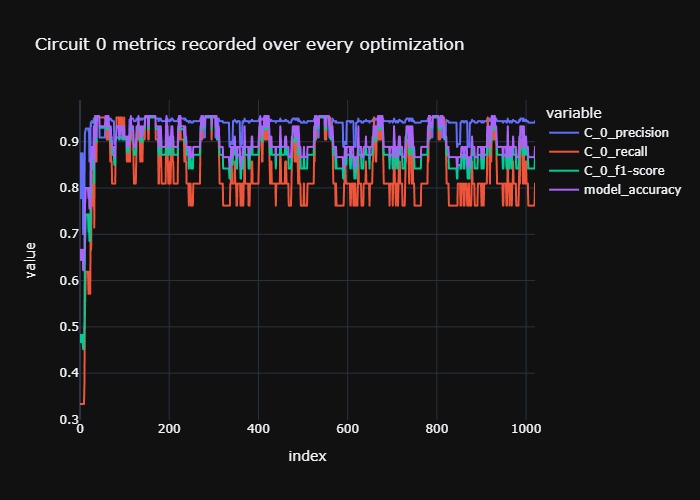 Circuit 0 metrics recorded over every optimization
variable
C_0_precision
C_0_recall
C_0_f1-score
model_accuracy
value
0.9
0.8
0.7
0.6
0.5
0.4
0.3
0
200
400
600
800
1000
index